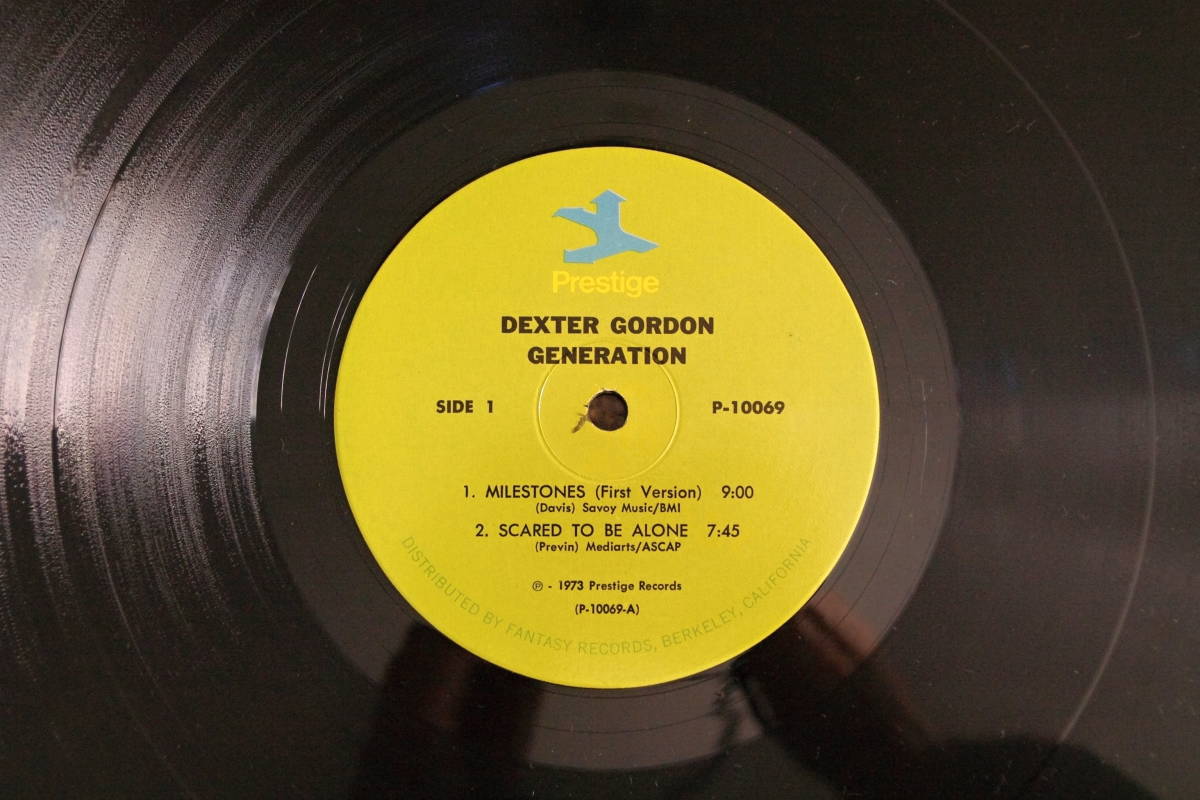 Prestige
DEXTER GORDON
GENERATION
SIDE 1
P-10069
1. MILESTONES (First Version) 9:00
(Davis) Savoy Music/BMI
2. SCARED TO BE ALONE 7:45
(Previn) Mediarts/ASCAP
℗ - 1973 Prestige Records
(P-10069-A)
DISTRIBUTED BY FANTASY RECORDS, BERKELEY, CALIFORNIA